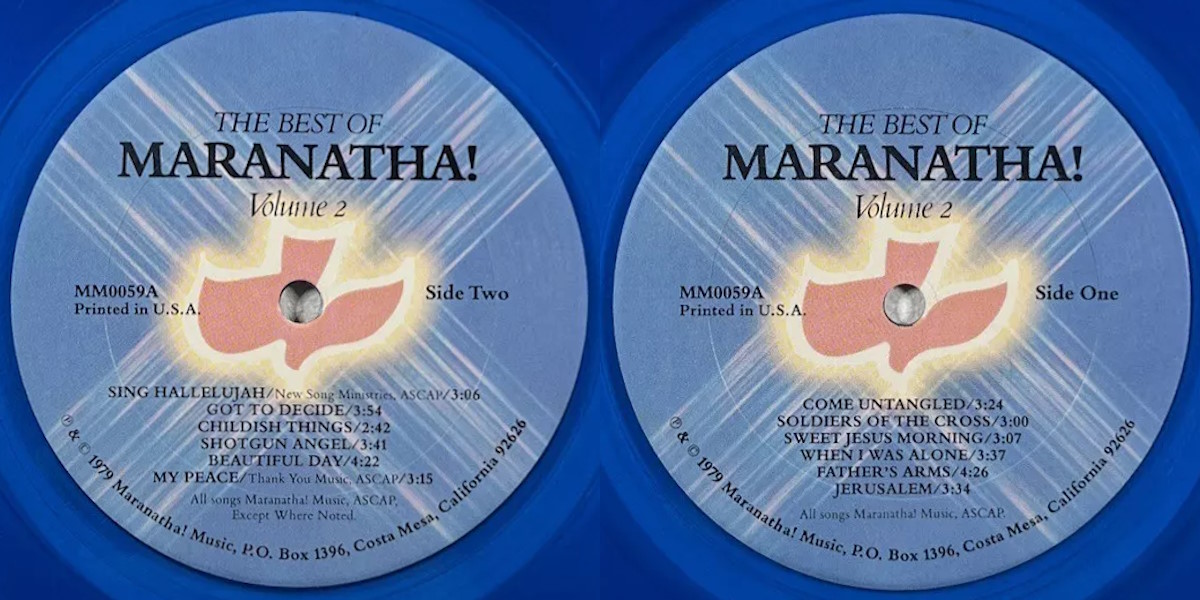 THE BEST OF
MARANATHA!
Volume 2
MM0059A
Printed in U.S.A.
Side Two
SING HALLELUJAH/New Song Ministries, ASCAP/3:06
GOT TO DECIDE/3:54
CHILDISH THINGS/2:42
SHOTGUN ANGEL/3:41
BEAUTIFUL DAY/4:22
MY PEACE/Thank You Music, ASCAP/3:15
All songs Maranatha! Music, ASCAP,
Except Where Noted.
℗ & © 1979 Maranatha! Music, P.O. Box 1396, Costa Mesa, California 92626
THE BEST OF
MARANATHA!
Volume 2
MM0059A
Printed in U.S.A.
Side One
COME UNTANGLED/3:24
SOLDIERS OF THE CROSS/3:00
SWEET JESUS MORNING/3:07
WHEN I WAS ALONE/3:37
FATHER'S ARMS/4:26
JERUSALEM/3:34
All songs Maranatha! Music, ASCAP.
℗ & © 1979 Maranatha! Music, P.O. Box 1396, Costa Mesa, California 92626